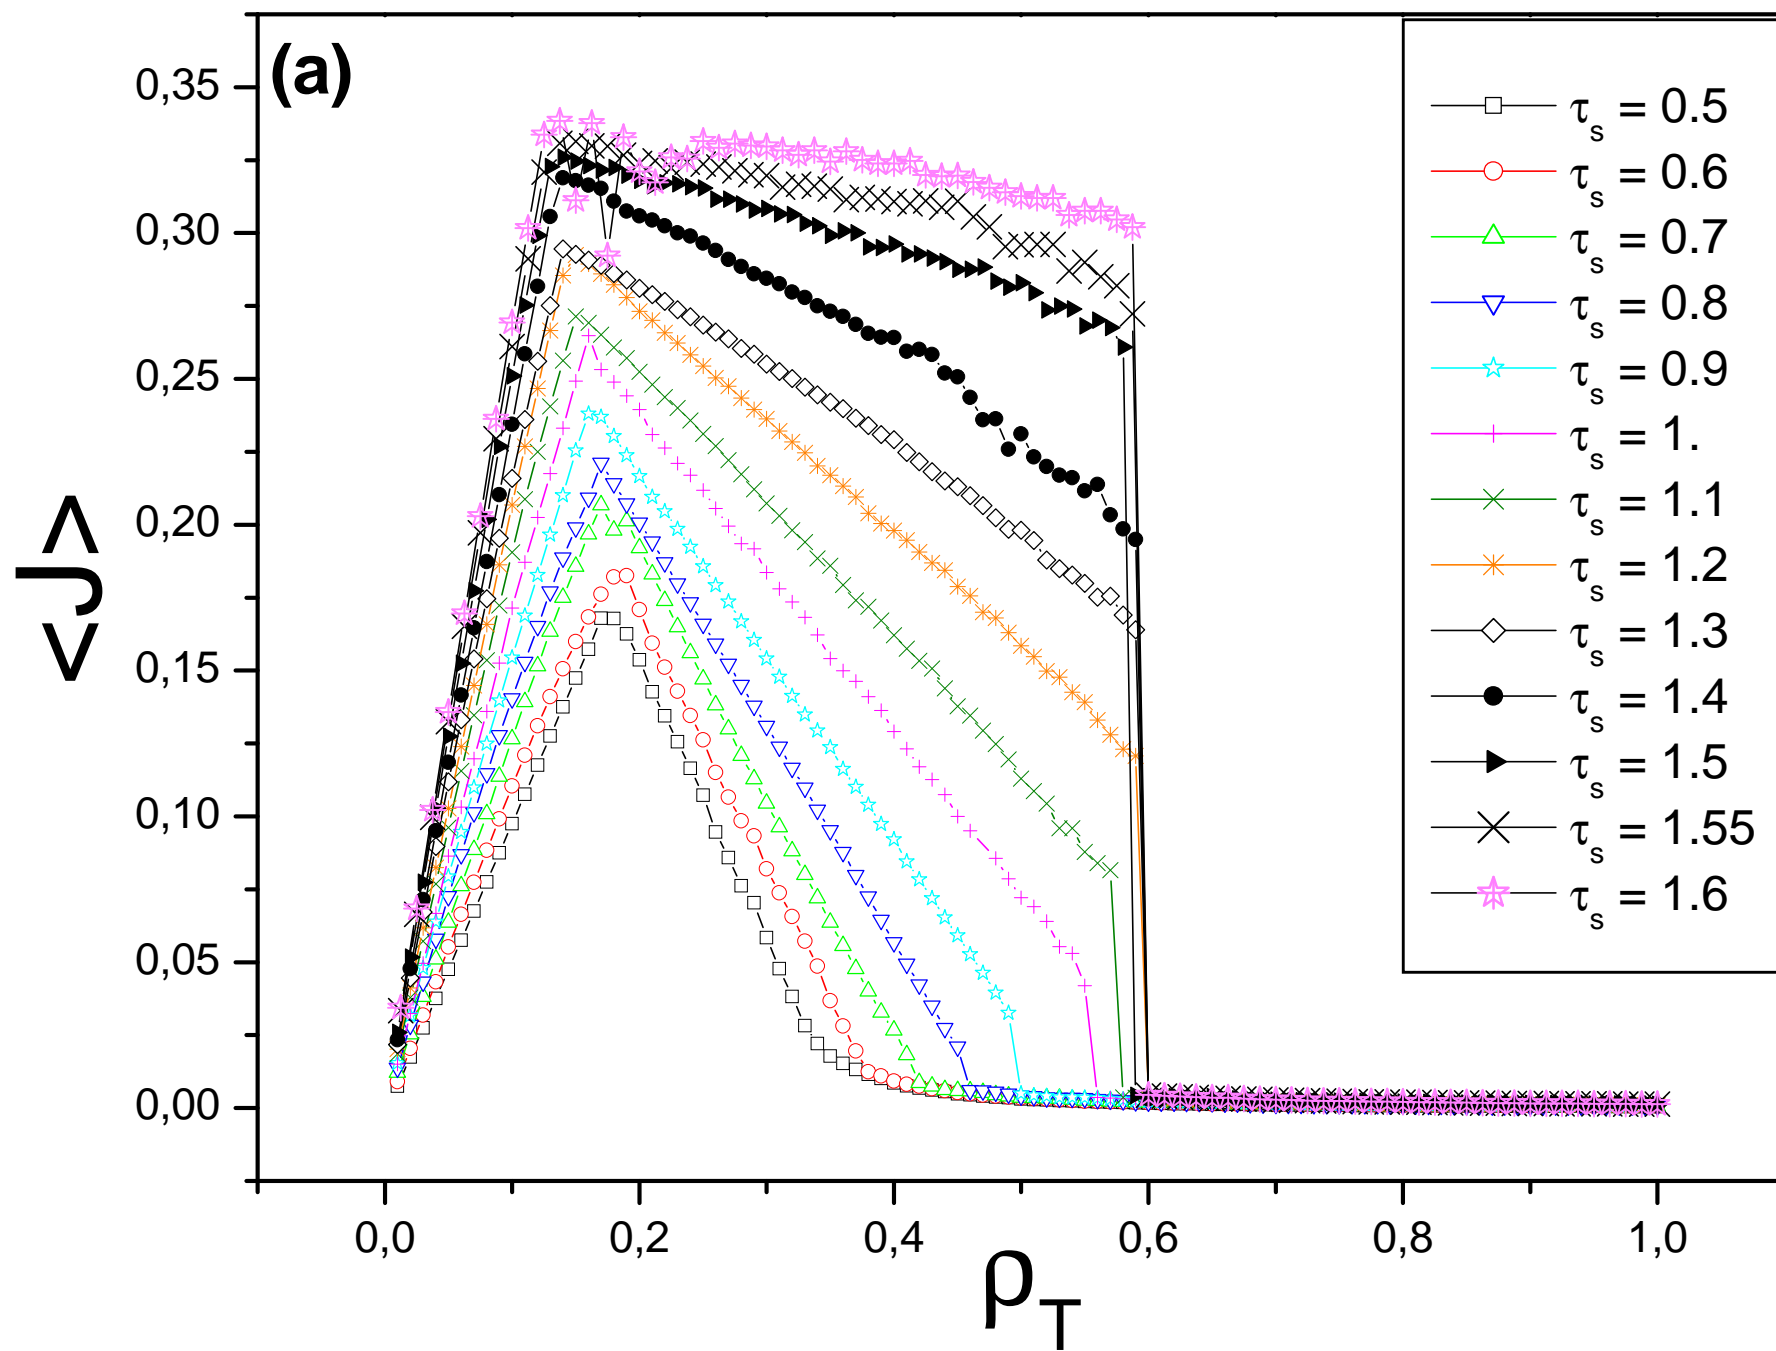 (a)
<J>
0,35
0,30
0,25
0,20
0,15
0,10
0,05
0,00
0,0 0,2 0,4 0,6 0,8 1,0
ρT
τs = 0.5
τs = 0.6
τs = 0.7
τs = 0.8
τs = 0.9
τs = 1.
τs = 1.1
τs = 1.2
τs = 1.3
τs = 1.4
τs = 1.5
τs = 1.55
τs = 1.6